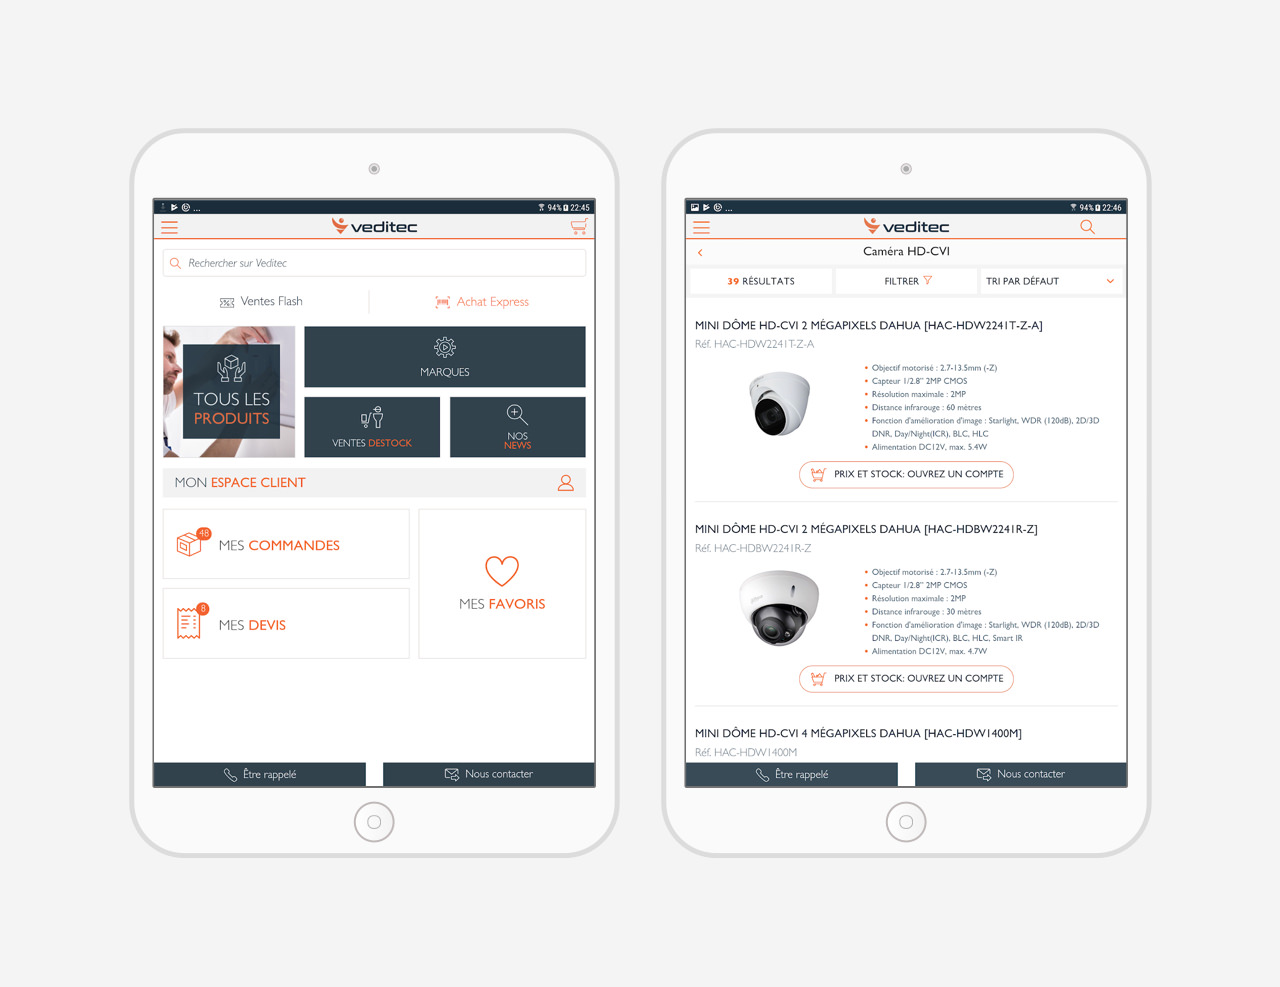 ... 94% 22:45
veditec
Rechercher sur Veditec
Ventes Flash
Achat Express
TOUS LES
PRODUITS
MARQUES
VENTES DESTOCK
NOS
NEWS
MON ESPACE CLIENT
48
MES COMMANDES
8
MES DEVIS
MES FAVORIS
Être rappelé
Nous contacter
... 94% 22:46
veditec
Caméra HD-CVI
39 RÉSULTATS
FILTRER
TRI PAR DÉFAUT
MINI DÔME HD-CVI 2 MÉGAPIXELS DAHUA [HAC-HDW2241T-Z-A]
Réf. HAC-HDW2241T-Z-A
Objectif motorisé : 2.7-13.5mm (-Z)
Capteur 1/2.8" 2MP CMOS
Résolution maximale : 2MP
Distance infrarouge : 60 mètres
Fonction d'amélioration d'image : Starlight, WDR (120dB), 2D/3D
DNR, Day/Night(ICR), BLC, HLC
Alimentation DC12V, max. 5.4W
PRIX ET STOCK: OUVREZ UN COMPTE
MINI DÔME HD-CVI 2 MÉGAPIXELS DAHUA [HAC-HDBW2241R-Z]
Réf. HAC-HDBW2241R-Z
Objectif motorisé : 2.7-13.5mm (-Z)
Capteur 1/2.8" 2MP CMOS
Résolution maximale : 2MP
Distance infrarouge : 30 mètres
Fonction d'amélioration d'image : Starlight, WDR (120dB), 2D/3D
DNR, Day/Night(ICR), BLC, HLC, Smart IR
Alimentation DC12V, max. 4.7W
PRIX ET STOCK: OUVREZ UN COMPTE
MINI DÔME HD-CVI 4 MÉGAPIXELS DAHUA [HAC-HDW1400M]
Réf. HAC-HDW1400M
Être rappelé
Nous contacter